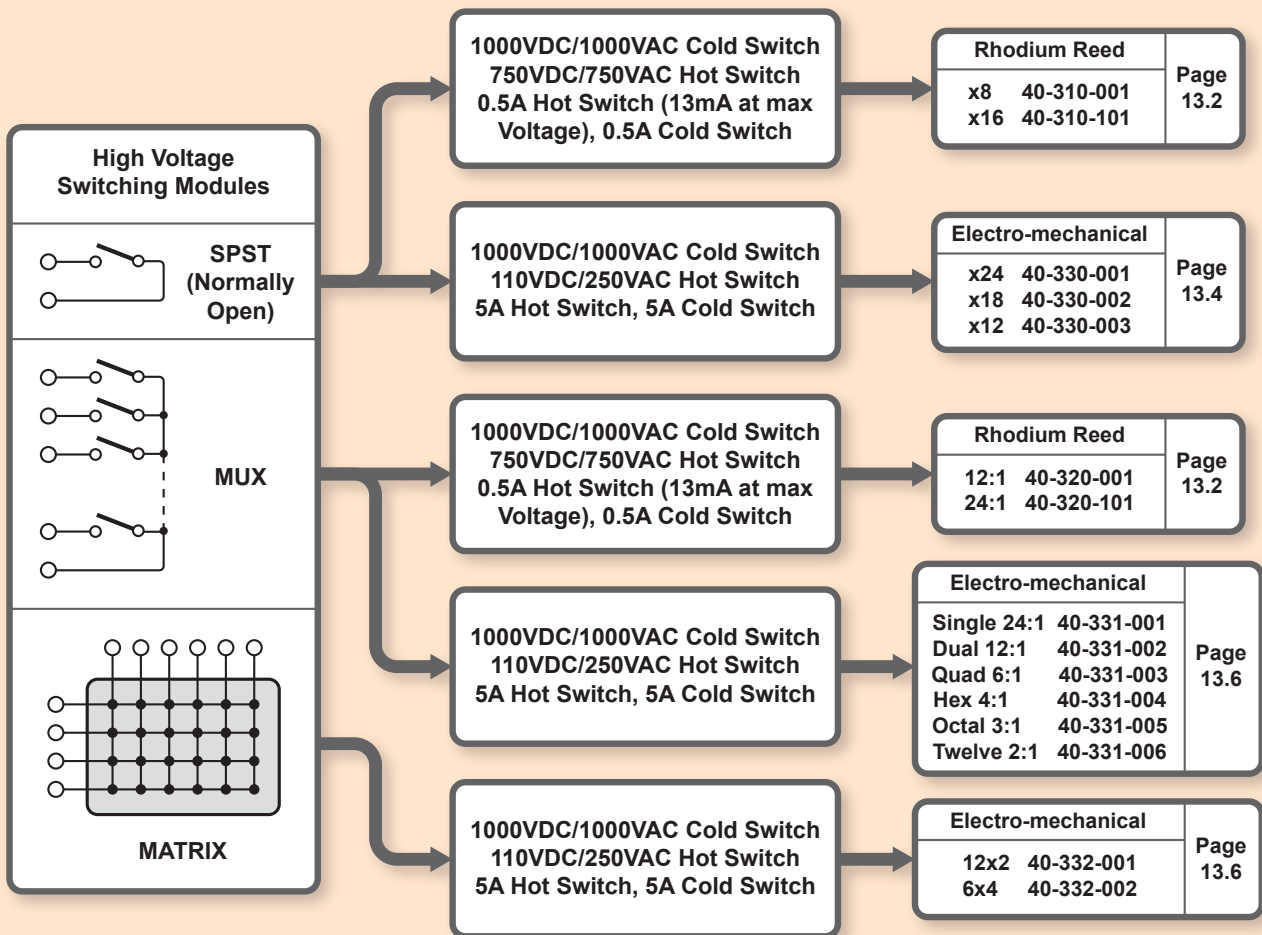 High Voltage
Switching Modules
SPST
(Normally
Open)
MUX
MATRIX
1000VDC/1000VAC Cold Switch
750VDC/750VAC Hot Switch
0.5A Hot Switch (13mA at max
Voltage), 0.5A Cold Switch
Rhodium Reed
x8 40-310-001
x16 40-310-101
Page
13.2
1000VDC/1000VAC Cold Switch
110VDC/250VAC Hot Switch
5A Hot Switch, 5A Cold Switch
Electro-mechanical
x24 40-330-001
x18 40-330-002
x12 40-330-003
Page
13.4
1000VDC/1000VAC Cold Switch
750VDC/750VAC Hot Switch
0.5A Hot Switch (13mA at max
Voltage), 0.5A Cold Switch
Rhodium Reed
12:1 40-320-001
24:1 40-320-101
Page
13.2
1000VDC/1000VAC Cold Switch
110VDC/250VAC Hot Switch
5A Hot Switch, 5A Cold Switch
Electro-mechanical
Single 24:1 40-331-001
Dual 12:1 40-331-002
Quad 6:1 40-331-003
Hex 4:1 40-331-004
Octal 3:1 40-331-005
Twelve 2:1 40-331-006
Page
13.6
1000VDC/1000VAC Cold Switch
110VDC/250VAC Hot Switch
5A Hot Switch, 5A Cold Switch
Electro-mechanical
12x2 40-332-001
6x4 40-332-002
Page
13.6